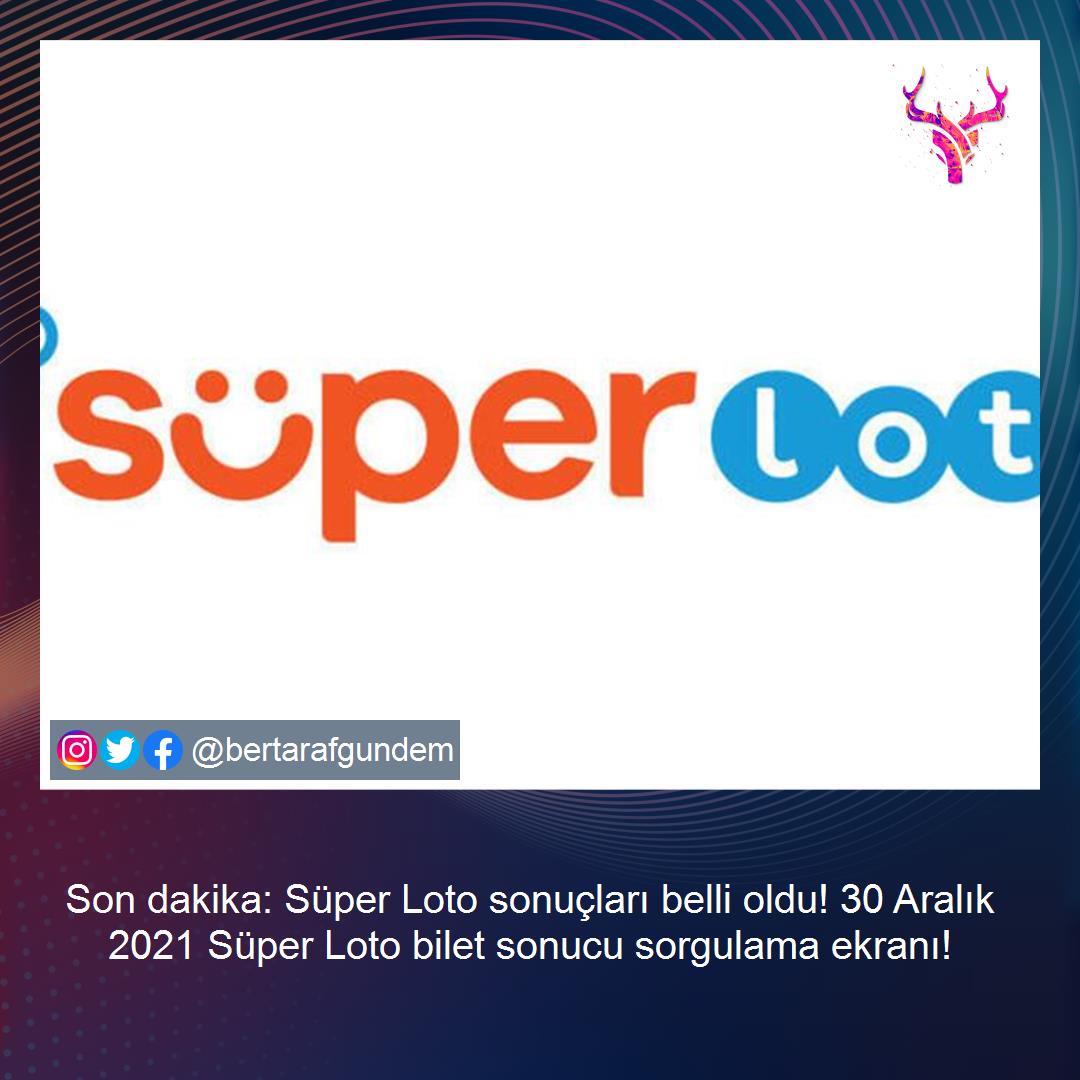 süper lot
@bertarafgundem
Son dakika: Süper Loto sonuçları belli oldu! 30 Aralık
2021 Süper Loto bilet sonucu sorgulama ekranı!